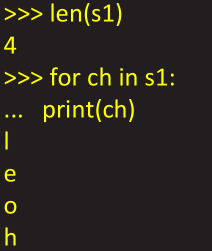 >>> len(s1)
4
>>> for ch in s1:
...   print(ch)
l
e
o
h